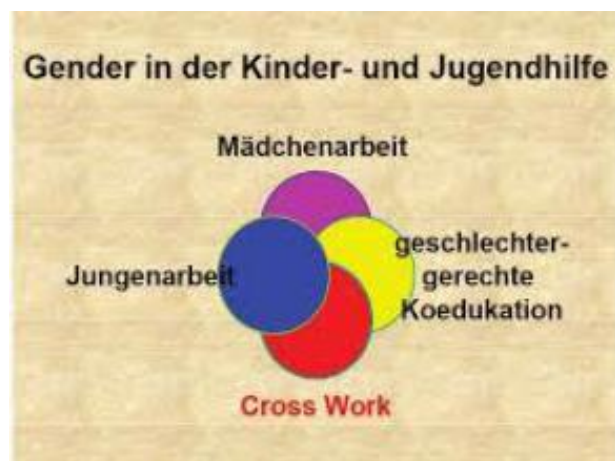 Gender in der Kinder- und Jugendhilfe
Mädchenarbeit
Jungenarbeit
geschlechter-
gerechte
Koedukation
Cross Work